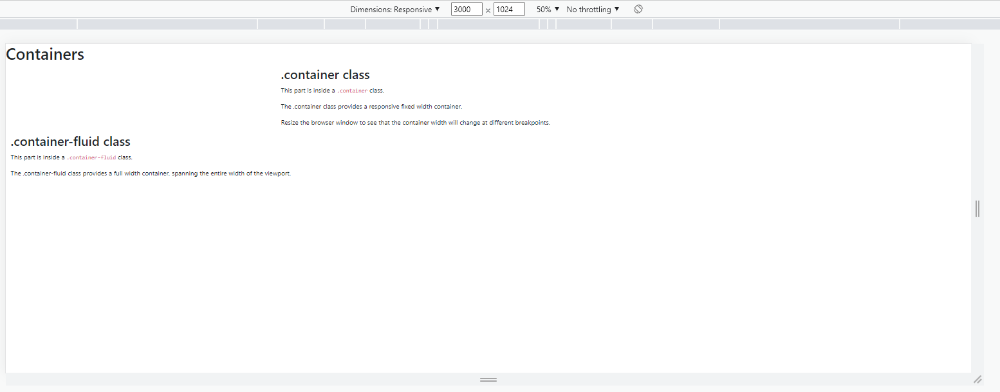 Dimensions: Responsive ▼ 3000 × 1024 50% ▼ No throttling ▼
Containers
.container class
This part is inside a .container class.
The .container class provides a responsive fixed width container.
Resize the browser window to see that the container width will change at different breakpoints.
.container-fluid class
This part is inside a .container-fluid class.
The .container-fluid class provides a full width container, spanning the entire width of the viewport.